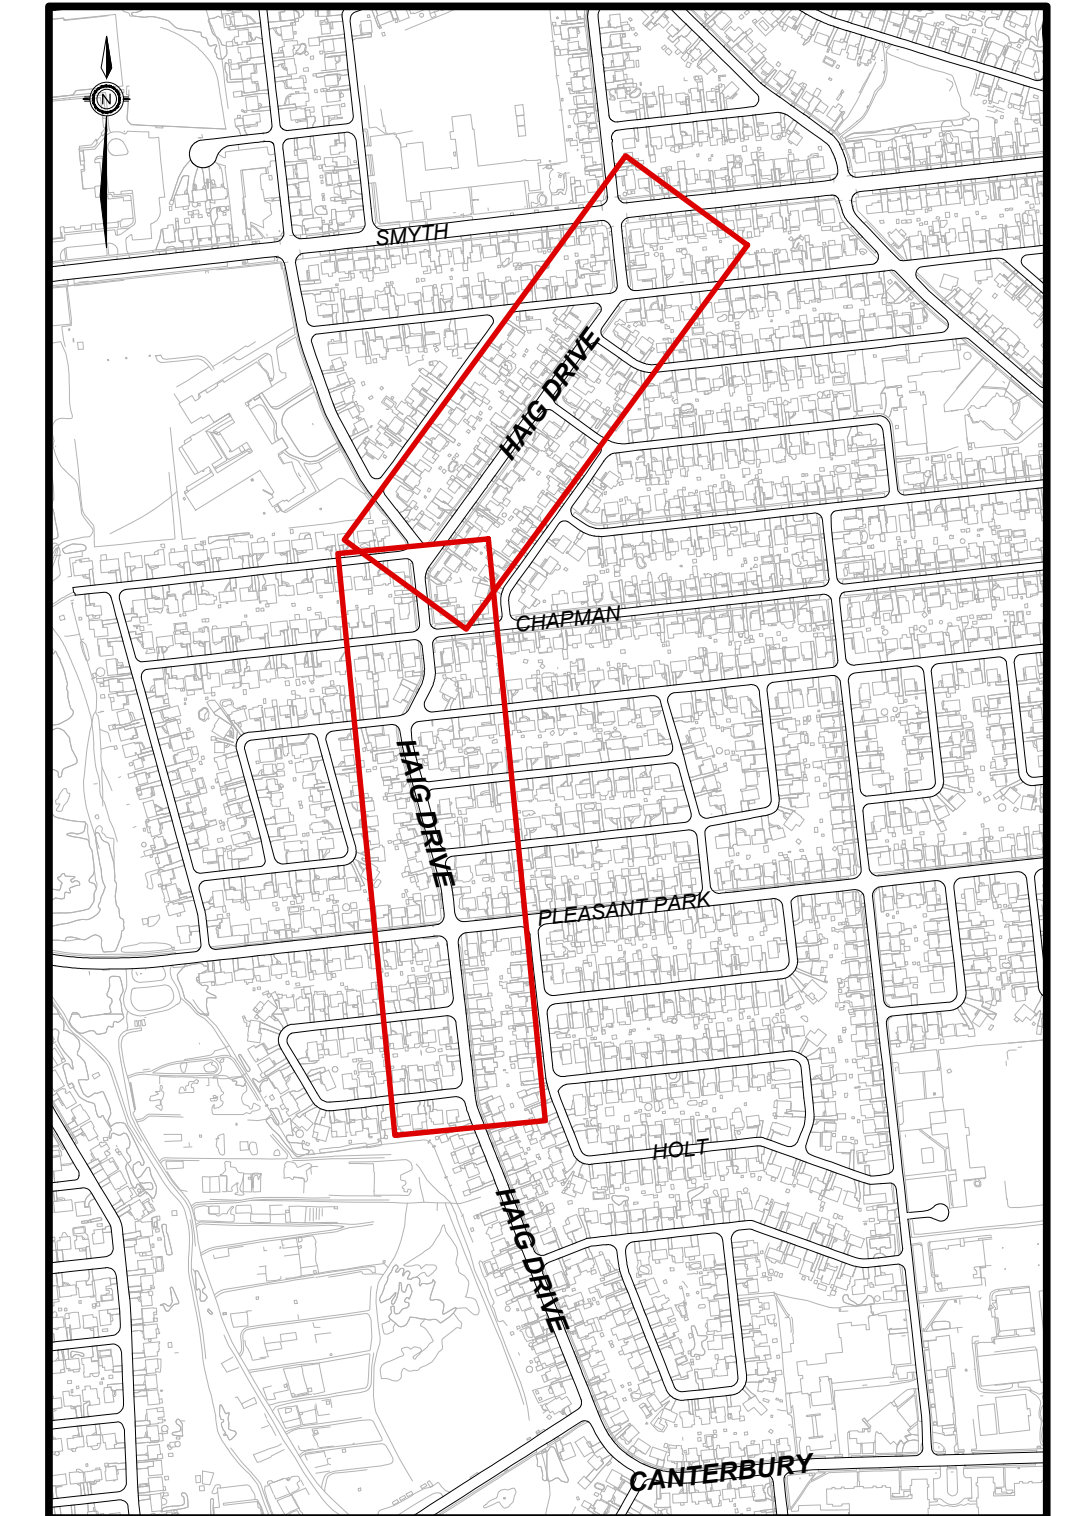 N
SMYTH
HAIG DRIVE
CHAPMAN
HAIG DRIVE
PLEASANT PARK
HOLT
HAIG DRIVE
CANTERBURY